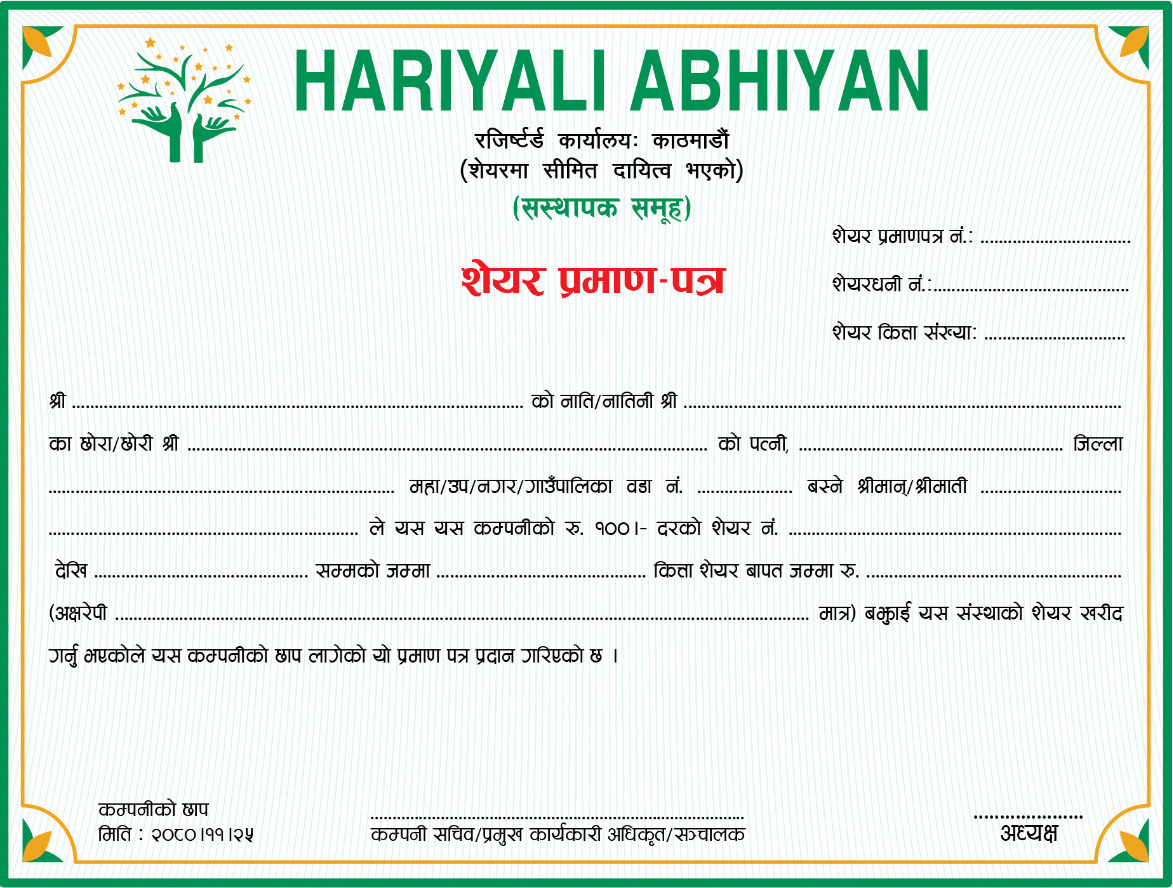 HARIYALI ABHIYAN
रजिर्ष्टर्ड कार्यालयः काठमाडौं
(शेयरमा सीमित दायित्व भएको)
(सस्थापक समूह)
शेयर प्रमाणपत्र नं.: .................................
शेयर प्रमाण-पत्र
शेयरधनी नं.:...........................................
शेयर कित्ता संख्या: ...............................
श्री ................................................................................................... को नाति/नातिनी श्री ................................................................................................
का छोरा/छोरी श्री .................................................................................................................. को पत्नी, .......................................................... जिल्ला
............................................................................ महा/उप/नगर/गाउँपालिका वडा नं. ..................... बस्ने श्रीमान्/श्रीमाती ...............................
.................................................................... ले यस यस कम्पनीको रु. १००।- दरको शेयर नं. .........................................................................
देखि ............................................... सम्मको जम्मा .............................................. कित्ता शेयर बापत जम्मा रु. ........................................................
(अक्षरेपी ........................................................................................................................................................ मात्र) बझुाई यस संस्थाको शेयर खरीद
गर्नु भएकोले यस कम्पनीको छाप लागेको यो प्रमाण पत्र प्रदान गरिएको छ ।
कम्पनीको छाप
मिति : २०८०।११।२५
..................................................................................
कम्पनी सचिव/प्रमुख कार्यकारी अधिकृत/सञ्चालक
.....................
अध्यक्ष